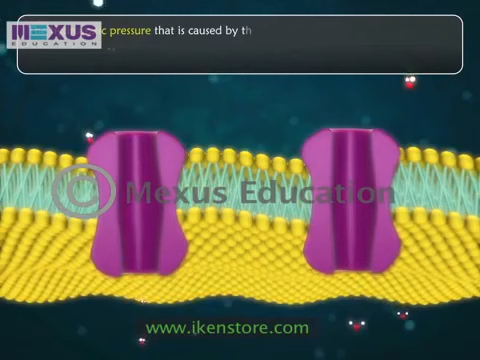 MEXUS
EDUCATION
pressure that is caused by th
© Mexus Education
www.ikenstore.com